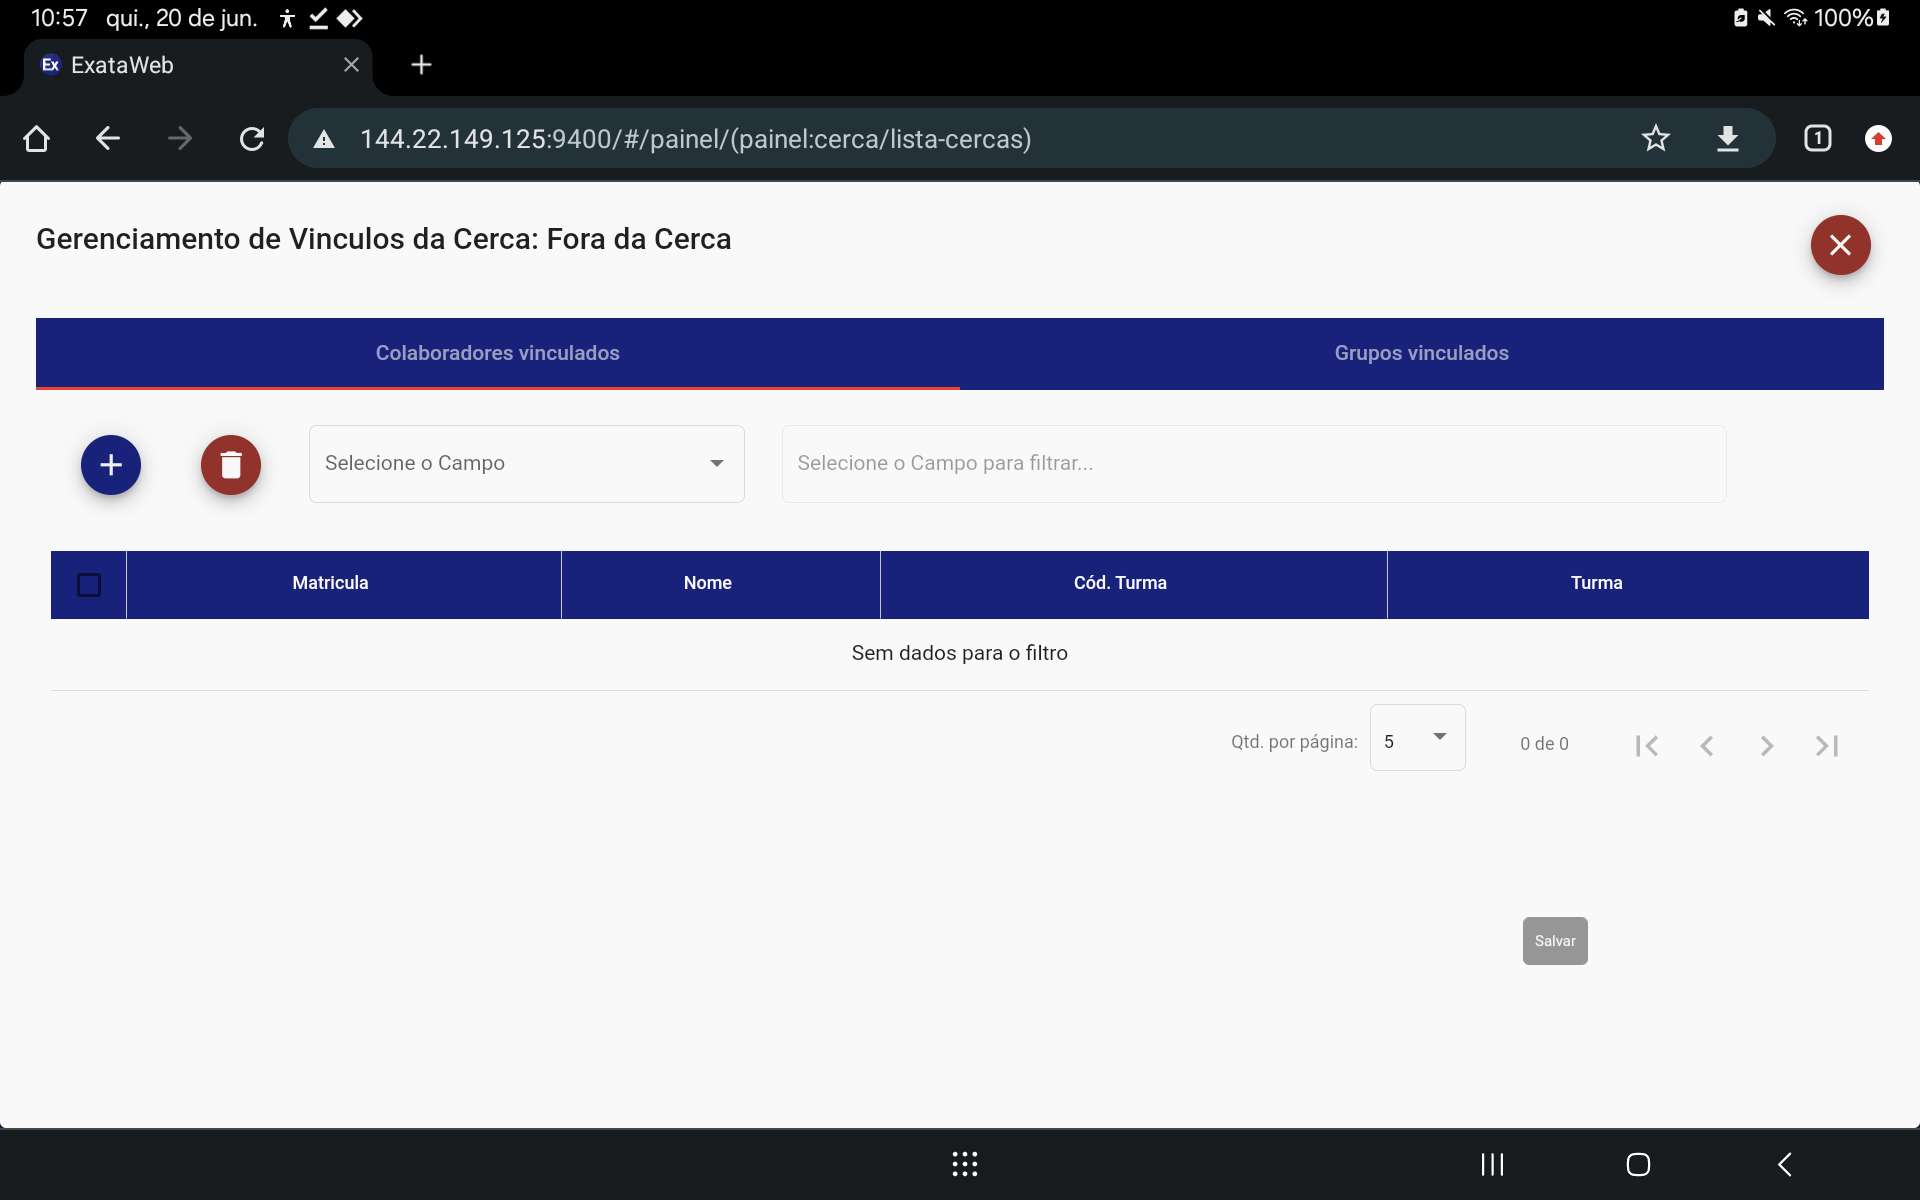 10:57 qui., 20 de jun. 100%
Ex ExataWeb
144.22.149.125:9400/#/painel/(painel:cerca/lista-cercas) 1
Gerenciamento de Vinculos da Cerca: Fora da Cerca
Colaboradores vinculados Grupos vinculados
Selecione o Campo Selecione o Campo para filtrar...
Matricula Nome Cód. Turma Turma
Sem dados para o filtro
Qtd. por página: 5 0 de 0
Salvar